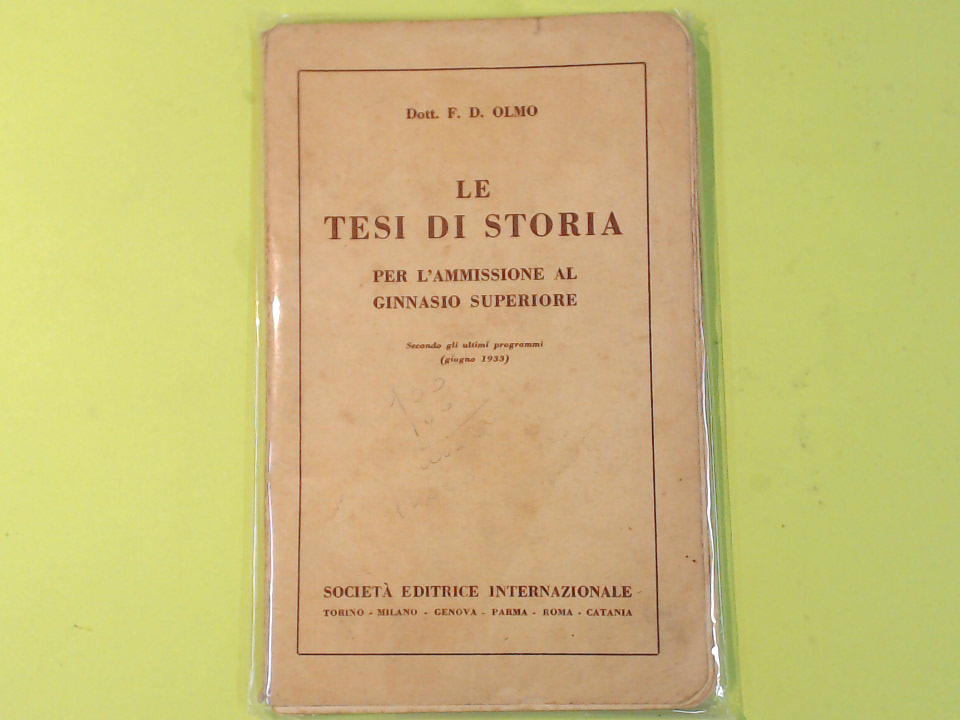 Dott. F. D. OLMO
LE
TESI DI STORIA
PER L'AMMISSIONE AL
GINNASIO SUPERIORE
Secondo gli ultimi programmi
(giugno 1933)
100
SOCIETÀ EDITRICE INTERNAZIONALE
TORINO - MILANO - GENOVA - PARMA - ROMA - CATANIA